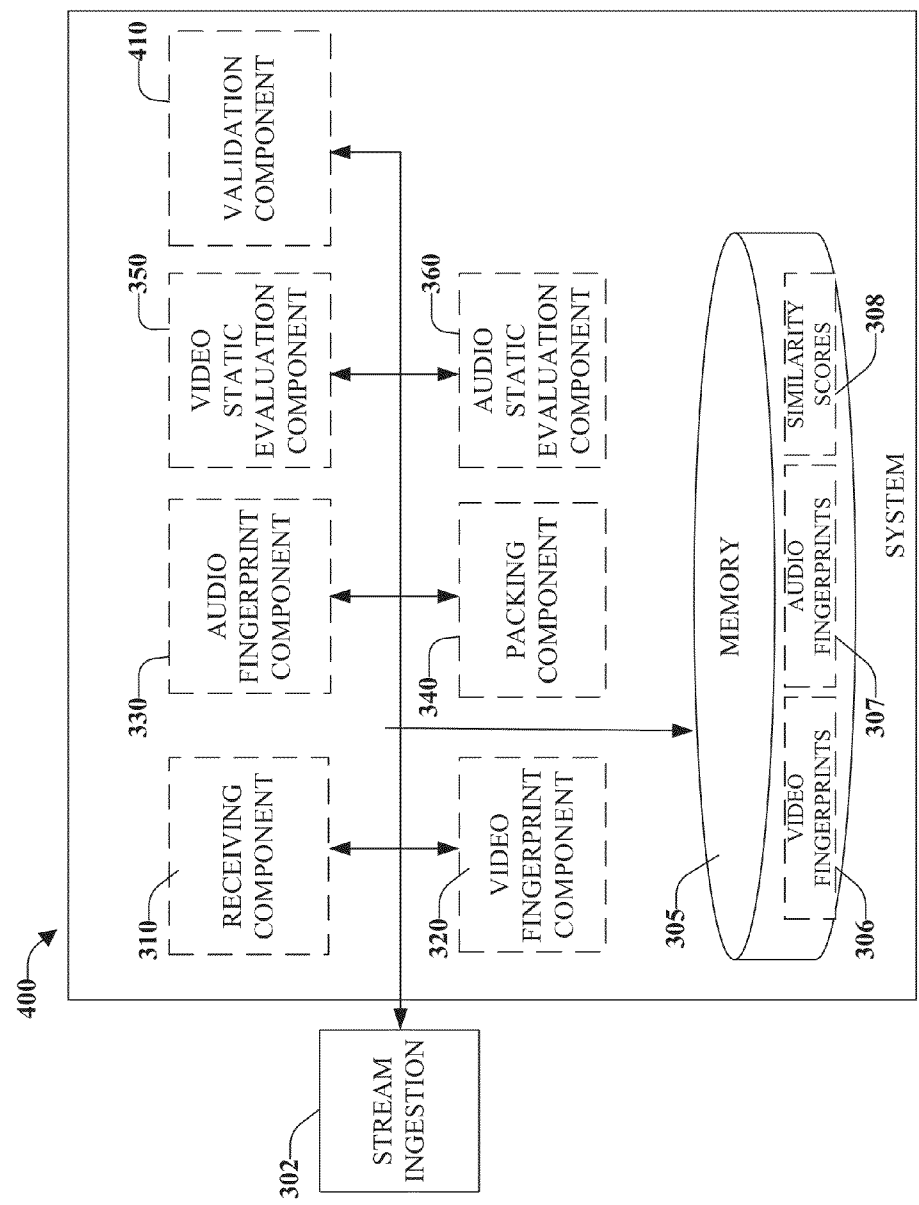 400
310
RECEIVING
COMPONENT
330
AUDIO
FINGERPRINT
COMPONENT
350
VIDEO
STATIC
EVALUATION
COMPONENT
410
VALIDATION
COMPONENT
302
STREAM
INGESTION
320
VIDEO
FINGERPRINT
COMPONENT
340
PACKING
COMPONENT
360
AUDIO
STATIC
EVALUATION
COMPONENT
305
MEMORY
VIDEO
FINGERPRINTS
306
AUDIO
FINGERPRINTS
307
SIMILARITY
SCORES
308
SYSTEM